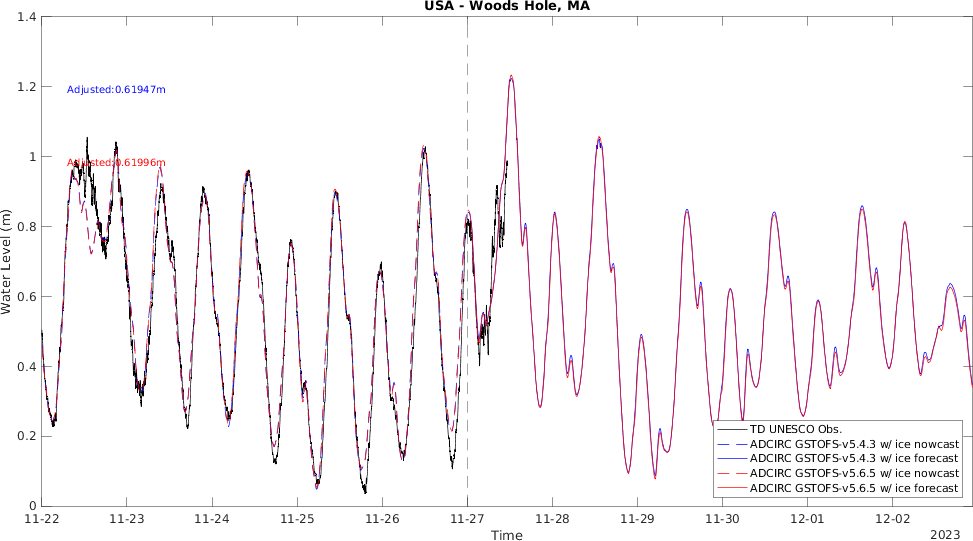 USA - Woods Hole, MA
1.4
1.2
1
0.8
0.6
0.4
0.2
0
Water Level (m)
Adjusted:0.61947m
Adjusted:0.61996m
TD UNESCO Obs.
ADCIRC GSTOFS-v5.4.3 w/ ice nowcast
ADCIRC GSTOFS-v5.4.3 w/ ice forecast
ADCIRC GSTOFS-v5.6.5 w/ ice nowcast
ADCIRC GSTOFS-v5.6.5 w/ ice forecast
11-22 11-23 11-24 11-25 11-26 11-27 11-28 11-29 11-30 12-01 12-02
Time
2023